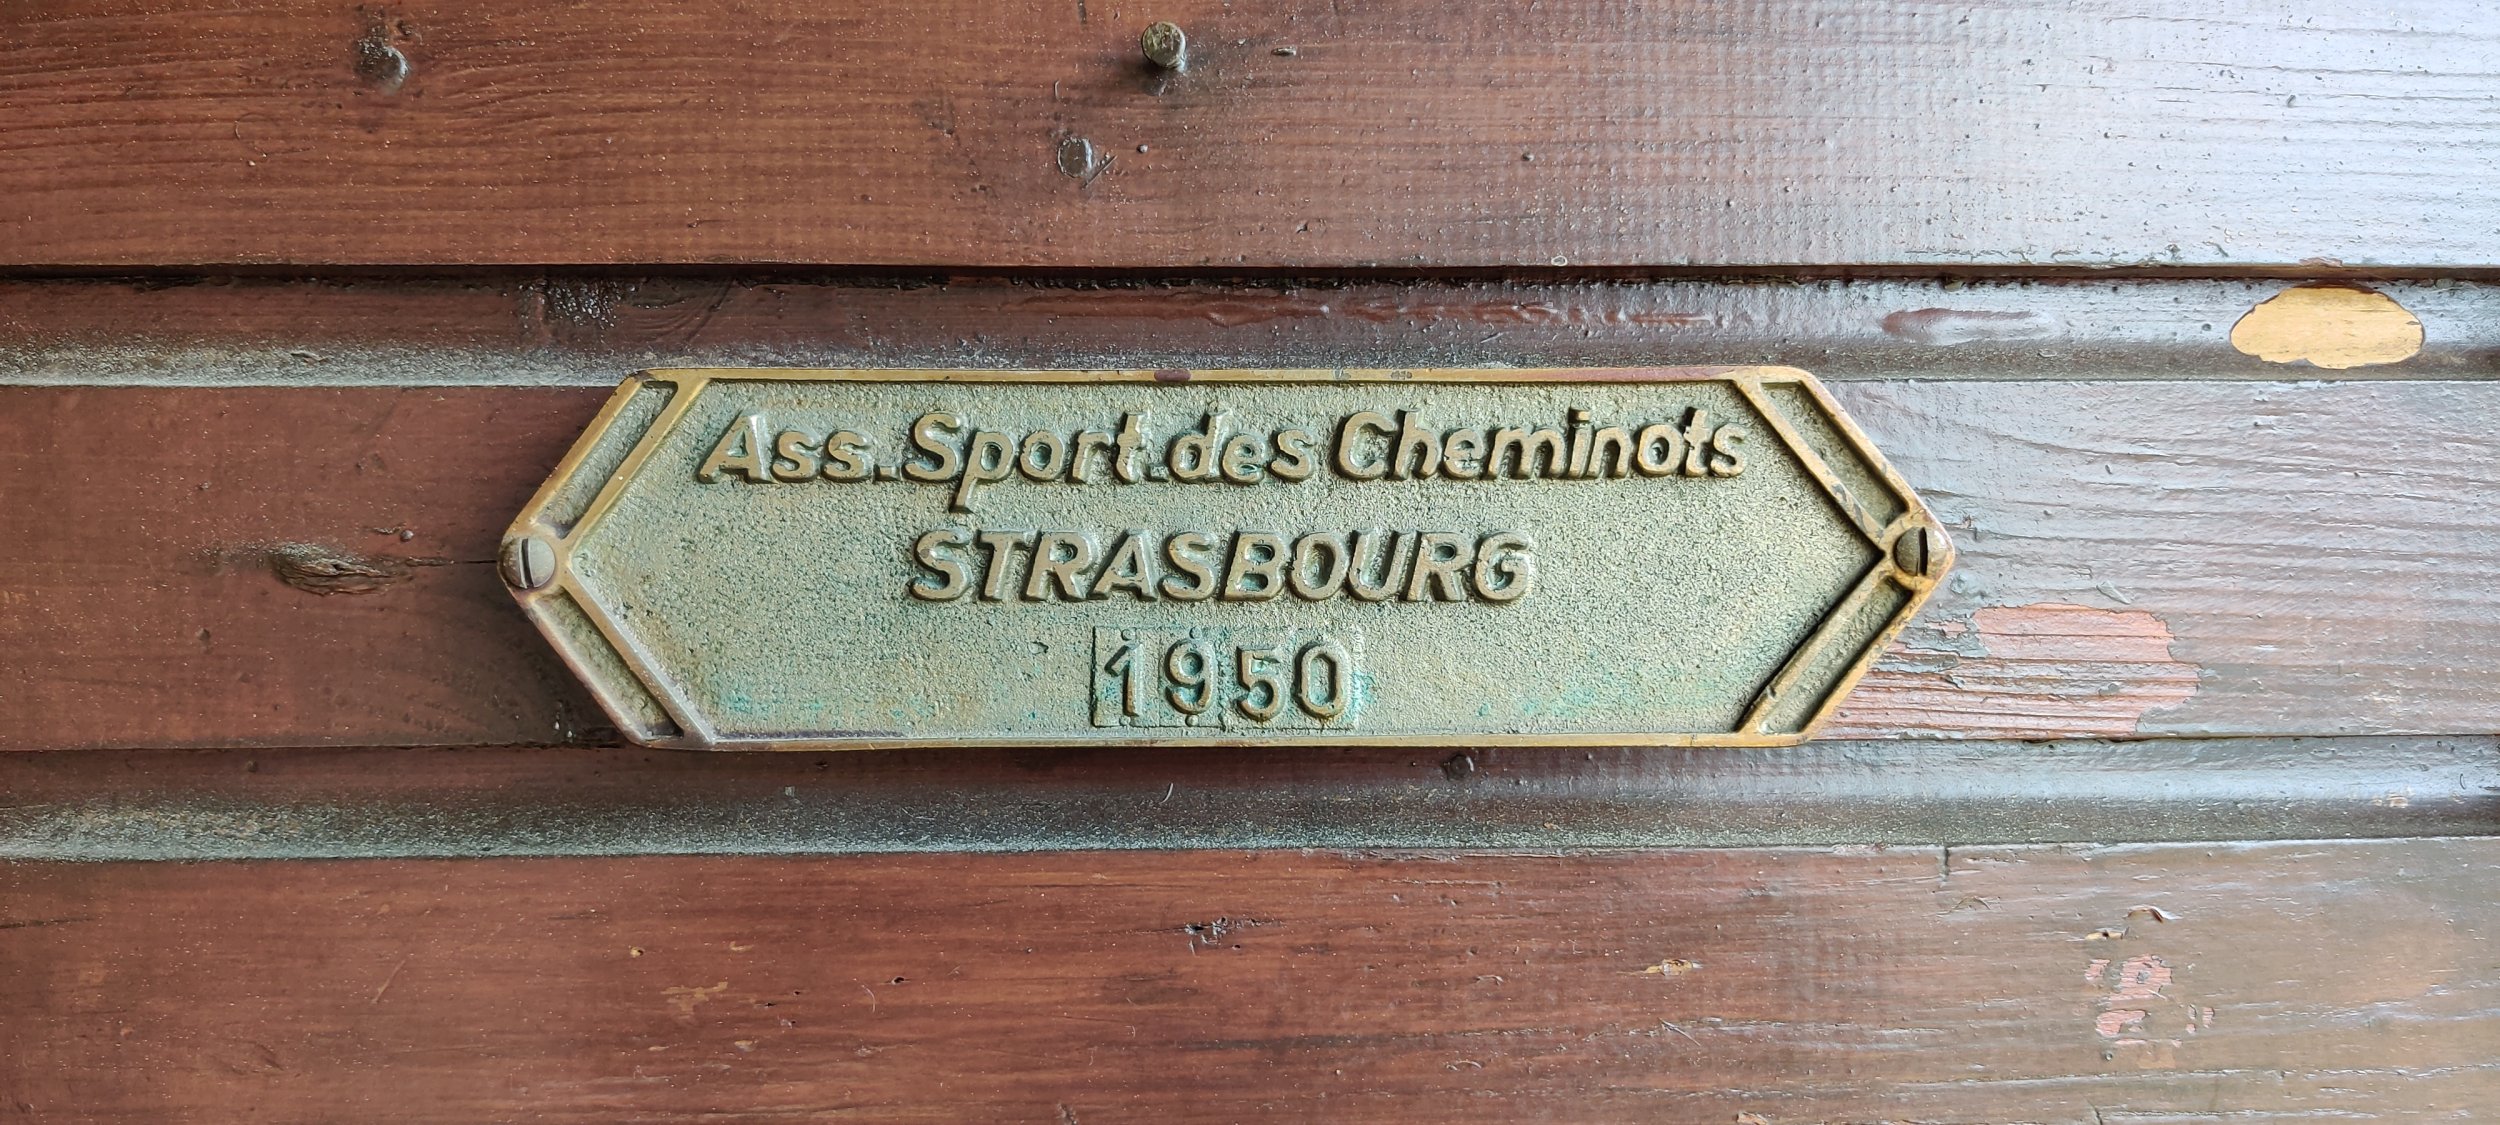 Ass.Sport.des Cheminots
STRASBOURG
1950